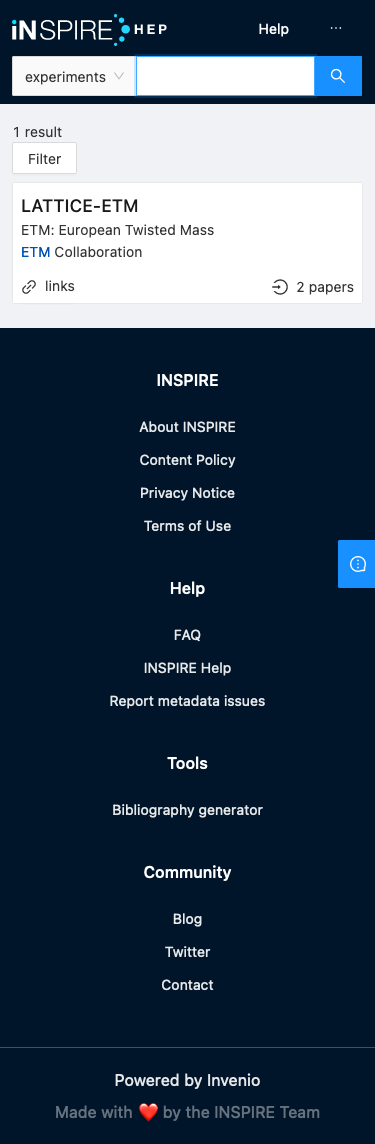 iNSPIRE HEP
Help
...
experiments
1 result
Filter
LATTICE-ETM
ETM: European Twisted Mass
ETM Collaboration
links
2 papers
INSPIRE
About INSPIRE
Content Policy
Privacy Notice
Terms of Use
Help
FAQ
INSPIRE Help
Report metadata issues
Tools
Bibliography generator
Community
Blog
Twitter
Contact
Powered by Invenio
Made with ❤️ by the INSPIRE Team